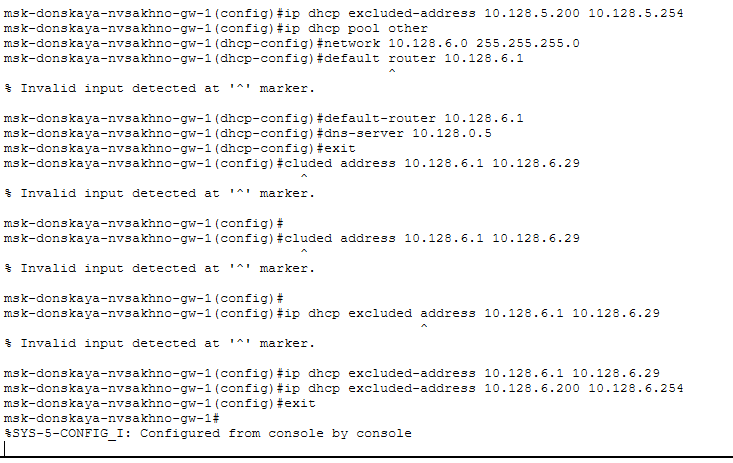 msk-donskaya-nvsakhno-gw-1(config)#ip dhcp excluded-address 10.128.5.200 10.128.5.254
msk-donskaya-nvsakhno-gw-1(config)#ip dhcp pool other
msk-donskaya-nvsakhno-gw-1(dhcp-config)#network 10.128.6.0 255.255.255.0
msk-donskaya-nvsakhno-gw-1(dhcp-config)#default router 10.128.6.1
^
% Invalid input detected at '^' marker.
msk-donskaya-nvsakhno-gw-1(dhcp-config)#default-router 10.128.6.1
msk-donskaya-nvsakhno-gw-1(dhcp-config)#dns-server 10.128.0.5
msk-donskaya-nvsakhno-gw-1(dhcp-config)#exit
msk-donskaya-nvsakhno-gw-1(config)#cluded address 10.128.6.1 10.128.6.29
^
% Invalid input detected at '^' marker.
msk-donskaya-nvsakhno-gw-1(config)#
msk-donskaya-nvsakhno-gw-1(config)#cluded address 10.128.6.1 10.128.6.29
^
% Invalid input detected at '^' marker.
msk-donskaya-nvsakhno-gw-1(config)#
msk-donskaya-nvsakhno-gw-1(config)#ip dhcp excluded address 10.128.6.1 10.128.6.29
^
% Invalid input detected at '^' marker.
msk-donskaya-nvsakhno-gw-1(config)#ip dhcp excluded-address 10.128.6.1 10.128.6.29
msk-donskaya-nvsakhno-gw-1(config)#ip dhcp excluded-address 10.128.6.200 10.128.6.254
msk-donskaya-nvsakhno-gw-1(config)#exit
msk-donskaya-nvsakhno-gw-1#
%SYS-5-CONFIG_I: Configured from console by console